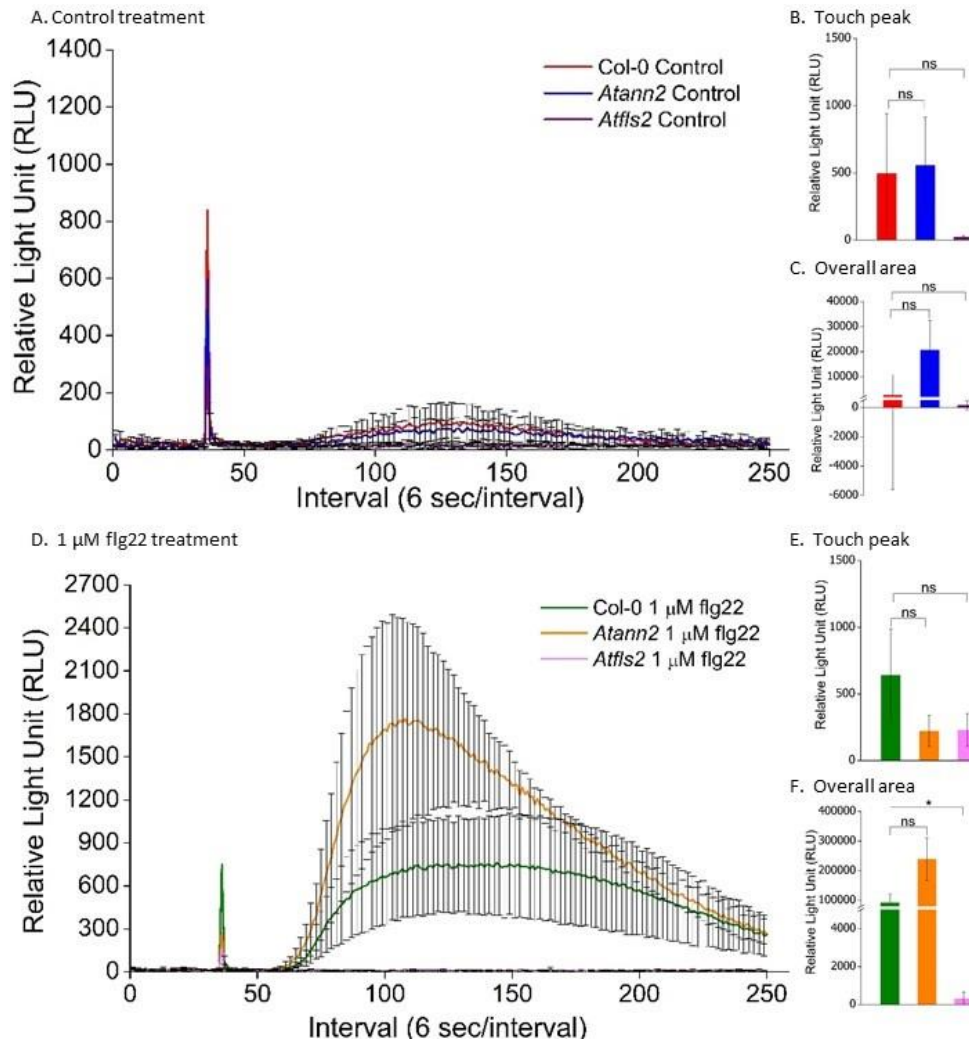 A. Control treatment
Relative Light Unit (RLU)
1400
1200
1000
800
600
400
200
0
0 50 100 150 200 250
Interval (6 sec/interval)
Col-0 Control
Atann2 Control
Atfls2 Control
B. Touch peak
Relative Light Unit (RLU)
1500
1000
500
0
ns
ns
C. Overall area
Relative Light Unit (RLU)
40000
30000
20000
10000
0
-2000
-4000
-6000
ns
ns
D. 1 µM flg22 treatment
Relative Light Unit (RLU)
2700
2400
2100
1800
1500
1200
900
600
300
0
0 50 100 150 200 250
Interval (6 sec/interval)
Col-0 1 µM flg22
Atann2 1 µM flg22
Atfls2 1 µM flg22
E. Touch peak
Relative Light Unit (RLU)
1500
1000
500
0
ns
ns
F. Overall area
Relative Light Unit (RLU)
400000
300000
200000
100000
4000
2000
0
*
ns